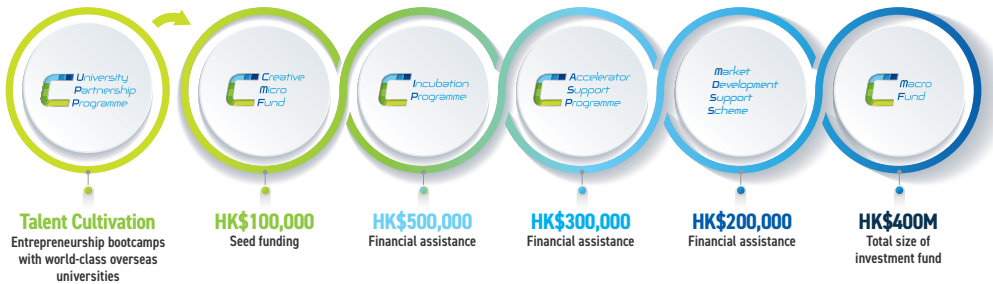 University
Partnership
Programme
Creative
Micro
Fund
Incubation
Programme
Accelerator
Support
Programme
Market
Development
Support
Scheme
Macro
Fund
Talent Cultivation
Entrepreneurship bootcamps
with world-class overseas
universities
HK$100,000
Seed funding
HK$500,000
Financial assistance
HK$300,000
Financial assistance
HK$200,000
Financial assistance
HK$400M
Total size of
investment fund